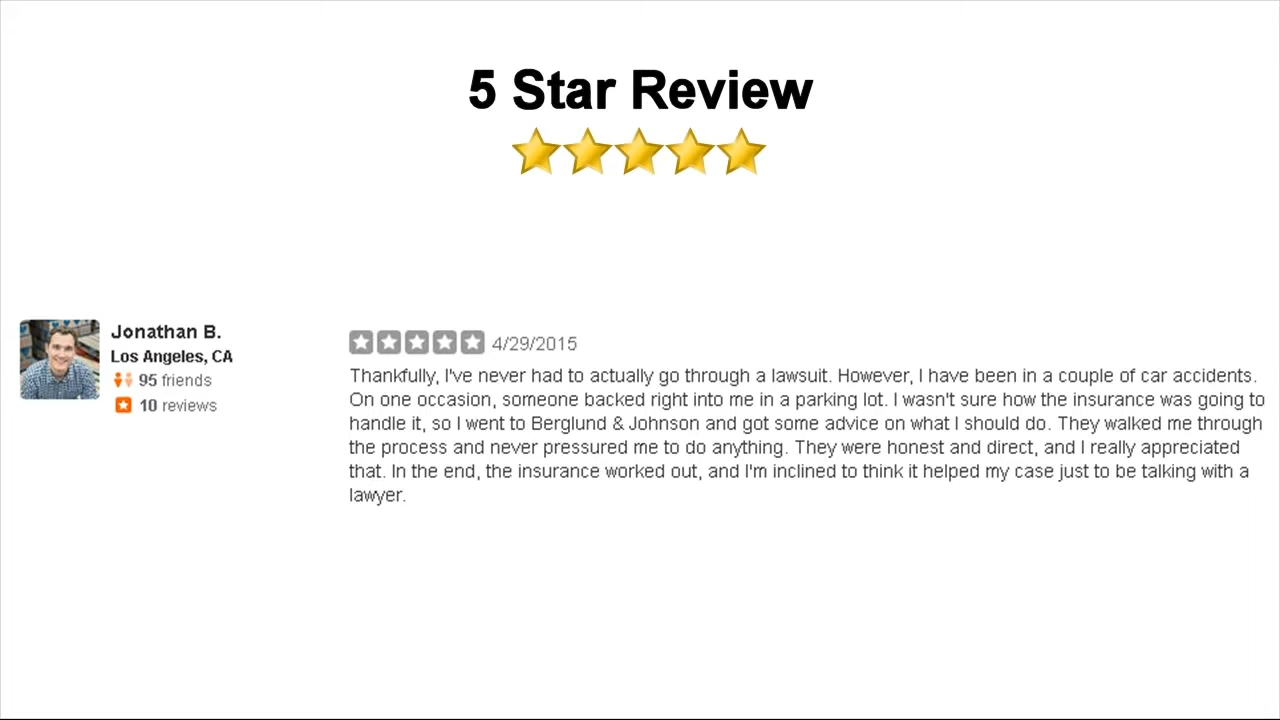 5 Star Review
Jonathan B.
Los Angeles, CA
95 friends
10 reviews
4/29/2015
Thankfully, I've never had to actually go through a lawsuit. However, I have been in a couple of car accidents.
On one occasion, someone backed right into me in a parking lot. I wasn't sure how the insurance was going to
handle it, so I went to Berglund & Johnson and got some advice on what I should do. They walked me through
the process and never pressured me to do anything. They were honest and direct, and I really appreciated
that. In the end, the insurance worked out, and I'm inclined to think it helped my case just to be talking with a
lawyer.